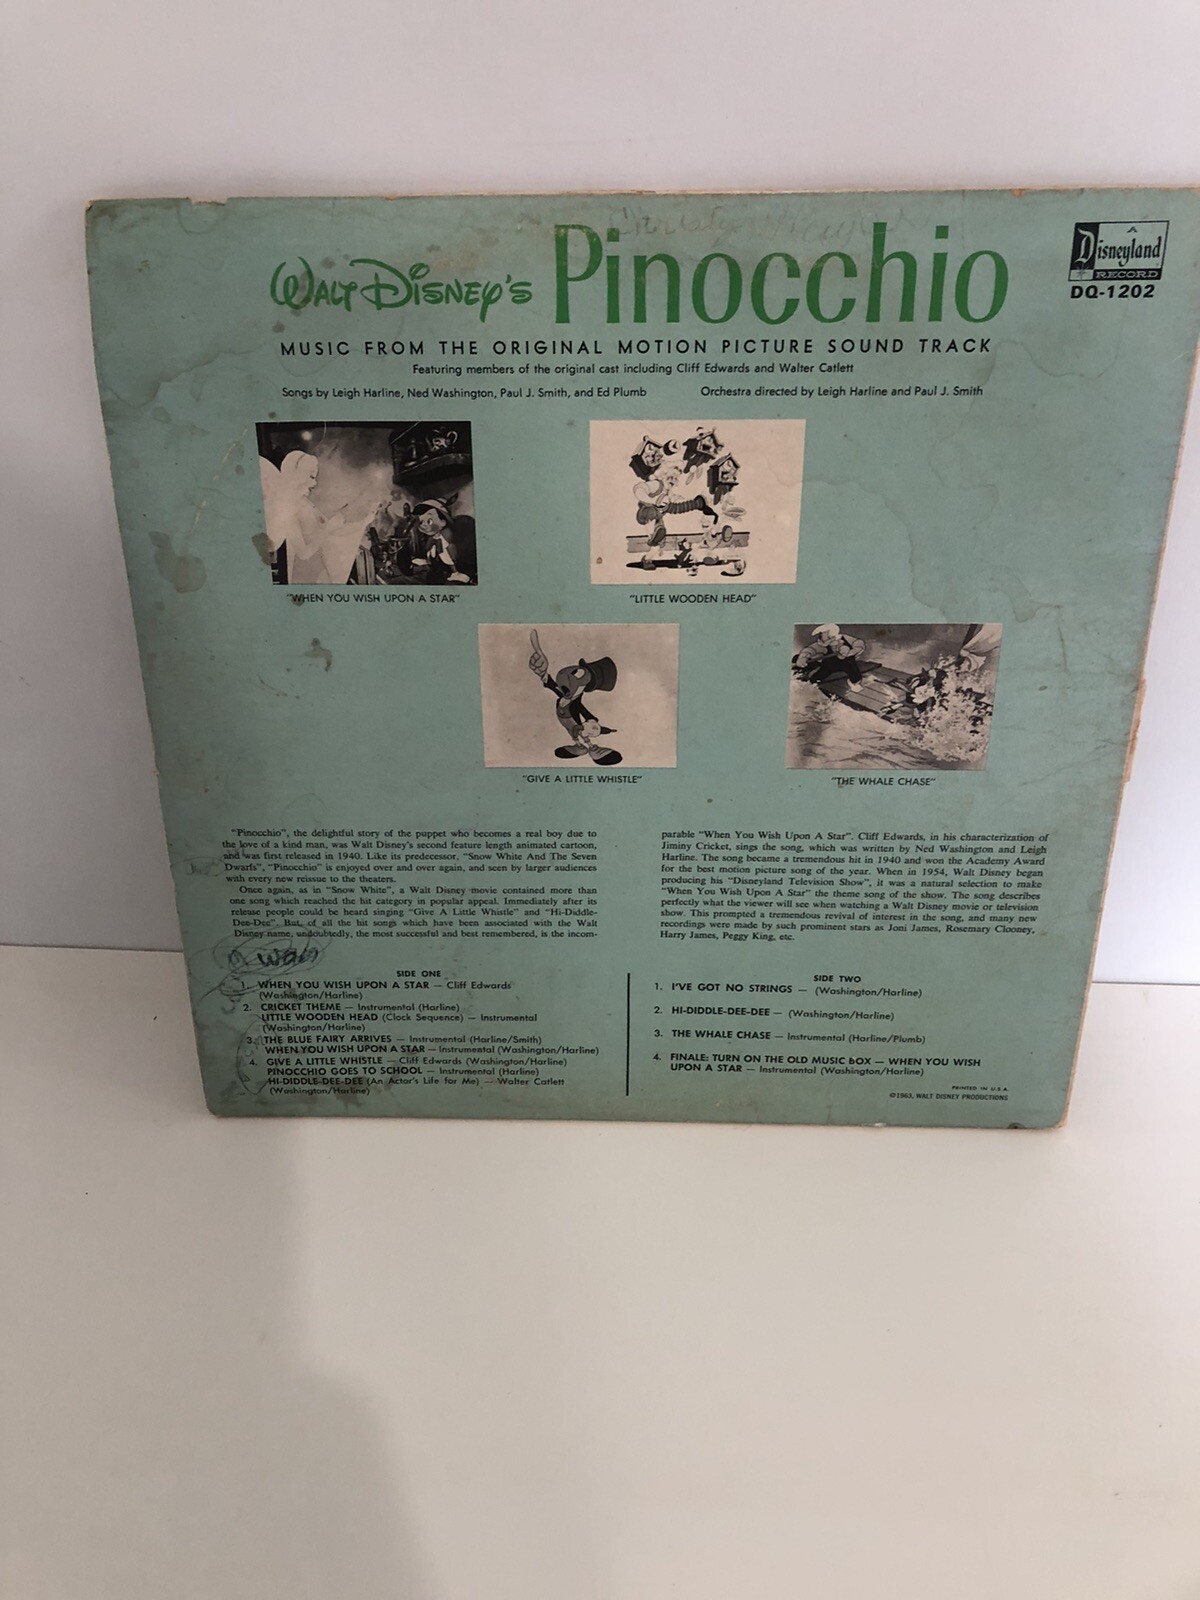 Christy
WALT DISNEY'S Pinocchio
Disneyland
RECORD
DQ-1202
MUSIC FROM THE ORIGINAL MOTION PICTURE SOUND TRACK
Featuring members of the original cast including Cliff Edwards and Walter Catlett
Songs by Leigh Harline, Ned Washington, Paul J. Smith, and Ed Plumb
Orchestra directed by Leigh Harline and Paul J. Smith
"WHEN YOU WISH UPON A STAR"
"LITTLE WOODEN HEAD"
"GIVE A LITTLE WHISTLE"
"THE WHALE CHASE"
"Pinocchio", the delightful story of the puppet who becomes a real boy due to
the love of a kind man, was Walt Disney's second feature length animated cartoon,
and was first released in 1940. Like its predecessor, "Snow White And The Seven
Dwarfs", "Pinocchio" is enjoyed over and over again, and seen by larger audiences
with every new reissue to the theaters.
Once again, as in "Snow White", a Walt Disney movie contained more than
one song which reached the hit category in popular appeal. Immediately after its
release people could be heard singing "Give A Little Whistle" and "Hi-Diddle-
Dee-Dee". But, of all the hit songs which have been associated with the Walt
Disney name, undoubtedly, the most successful and best remembered, is the incom-
parable "When You Wish Upon A Star". Cliff Edwards, in his characterization of
Jiminy Cricket, sings the song, which was written by Ned Washington and Leigh
Harline. The song became a tremendous hit in 1940 and won the Academy Award
for the best motion picture song of the year. When in 1954, Walt Disney began
producing his "Disneyland Television Show", it was a natural selection to make
"When You Wish Upon A Star" the theme song of the show. The song describes
perfectly what the viewer will see when watching a Walt Disney movie or television
show. This prompted a tremendous revival of interest in the song, and many new
recordings were made by such prominent stars as Joni James, Rosemary Clooney,
Harry James, Peggy King, etc.
SIDE ONE
1. WHEN YOU WISH UPON A STAR — Cliff Edwards
(Washington/Harline)
2. CRICKET THEME — Instrumental (Harline)
LITTLE WOODEN HEAD (Clock Sequence) — Instrumental
(Washington/Harline)
3. THE BLUE FAIRY ARRIVES — Instrumental (Harline/Smith)
WHEN YOU WISH UPON A STAR — Instrumental (Washington/Harline)
4. GIVE A LITTLE WHISTLE — Cliff Edwards (Washington/Harline)
PINOCCHIO GOES TO SCHOOL — Instrumental (Harline)
HI-DIDDLE-DEE-DEE (An Actor's Life for Me) — Walter Catlett
(Washington/Harline)
SIDE TWO
1. I'VE GOT NO STRINGS — (Washington/Harline)
2. HI-DIDDLE-DEE-DEE — (Washington/Harline)
3. THE WHALE CHASE — Instrumental (Harline/Plumb)
4. FINALE: TURN ON THE OLD MUSIC bOX — WHEN YOU WISH
UPON A STAR — Instrumental (Washington/Harline)
PRINTED IN U.S.A.
©1963, WALT DISNEY PRODUCTIONS